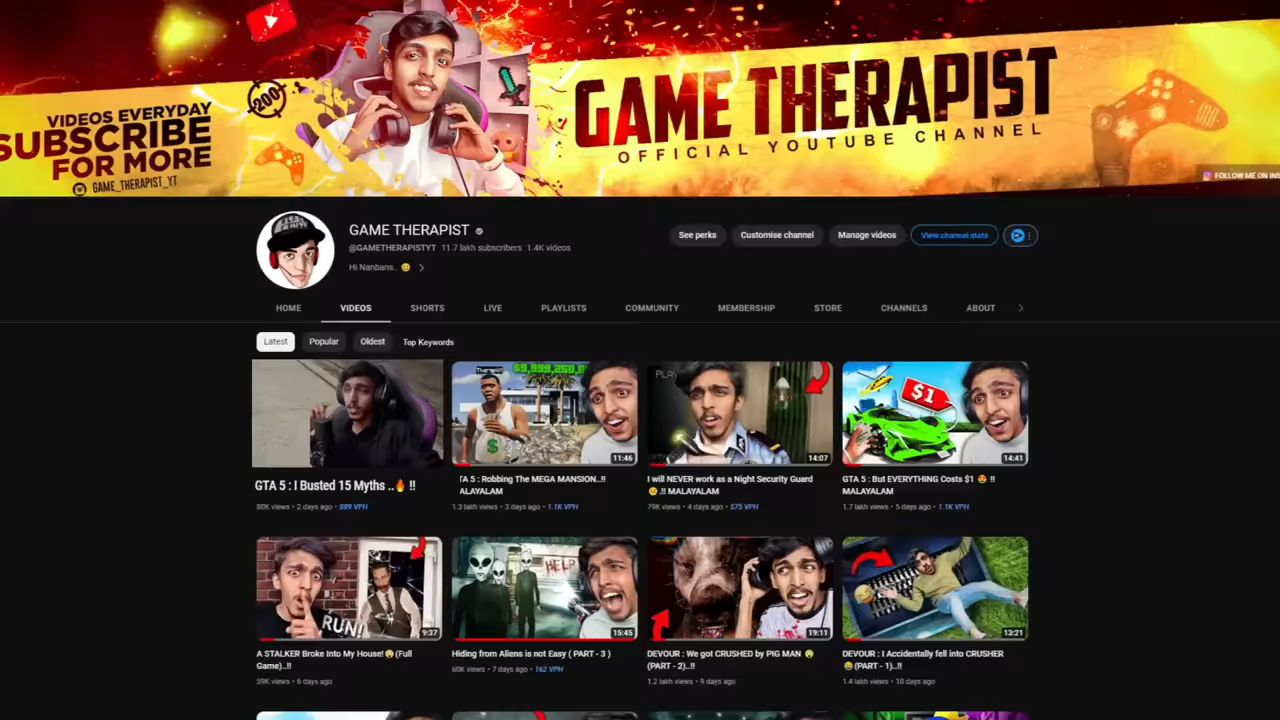 VIDEOS EVERYDAY
SUBSCRIBE
FOR MORE
GAME_THERAPIST_YT
200
GAME THERAPIST
OFFICIAL YOUTUBE CHANNEL
FOLLOW ME ON INS
GAME THERAPIST
@GAMETHERAPISTYT 11.7 lakh subscribers 1.4K videos
Hi Nanbans.. 😊 >
See perks Customise channel Manage videos View channel stats
HOME VIDEOS SHORTS LIVE PLAYLISTS COMMUNITY MEMBERSHIP STORE CHANNELS ABOUT >
Latest Popular Oldest Top Keywords
Therapist
PLAY
$1
$
11:46 14:07 14:41
GTA 5 : I Busted 15 Myths ..🔥 !!
80K views • 2 days ago • 889 VPH
TA 5 : Robbing The MEGA MANSION..!!
ALAYALAM
1.3 lakh views • 3 days ago • 1.1K VPH
I will NEVER work as a Night Security Guard
😐.!! MALAYALAM
79K views • 4 days ago • 575 VPH
GTA 5 : But EVERYTHING Costs $1 🤩 !!
MALAYALAM
1.7 lakh views • 5 days ago • 1.1K VPH
RUN!
HELP
9:37 15:45 19:11 13:21
A STALKER Broke Into My House!😨(Full
Game)..!!
59K views • 6 days ago
Hiding from Aliens is not Easy ( PART - 3 )
60K views • 7 days ago • 162 VPH
DEVOUR : We got CRUSHED by PIG MAN 😨
(PART - 2)..!!
1.2 lakh views • 9 days ago
DEVOUR : I Accidentally fell into CRUSHER
😂(PART - 1)..!!
1.4 lakh views • 10 days ago